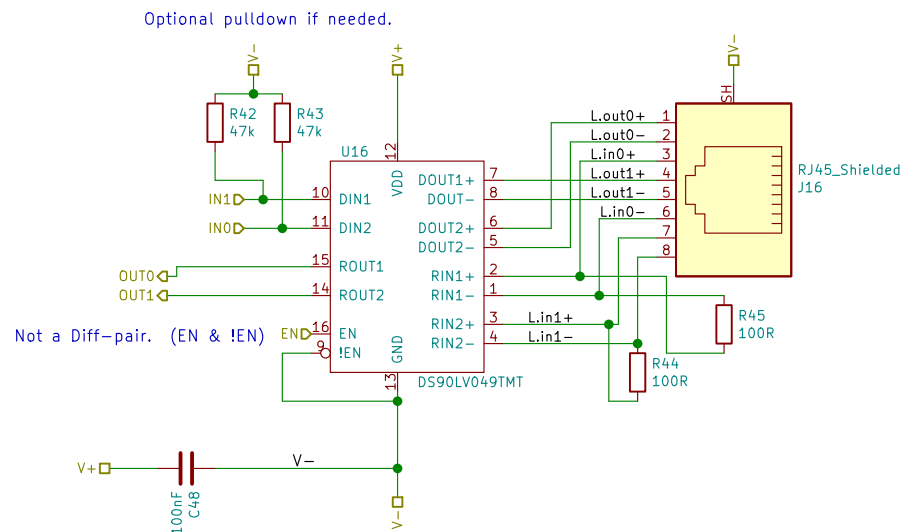 Optional pulldown if needed.
V-
V+
V-
R42
47k
R43
47k
U16
12
VDD
SH
L.out0+
L.out0-
L.in0+
L.out1+
L.out1-
L.in0-
1
2
3
4
5
6
7
8
RJ45_Shielded
J16
IN1
10
DIN1
IN0
11
DIN2
OUT0
15
ROUT1
OUT1
14
ROUT2
Not a Diff-pair. (EN & !EN)
EN
16
EN
9
!EN
DOUT1+
7
DOUT-
8
DOUT2+
6
DOUT2-
5
RIN1+
2
RIN1-
1
RIN2+
3
L.in1+
RIN2-
4
L.in1-
GND
13
DS90LV049TMT
R45
100R
R44
100R
V+
100nF
C48
V-
V-